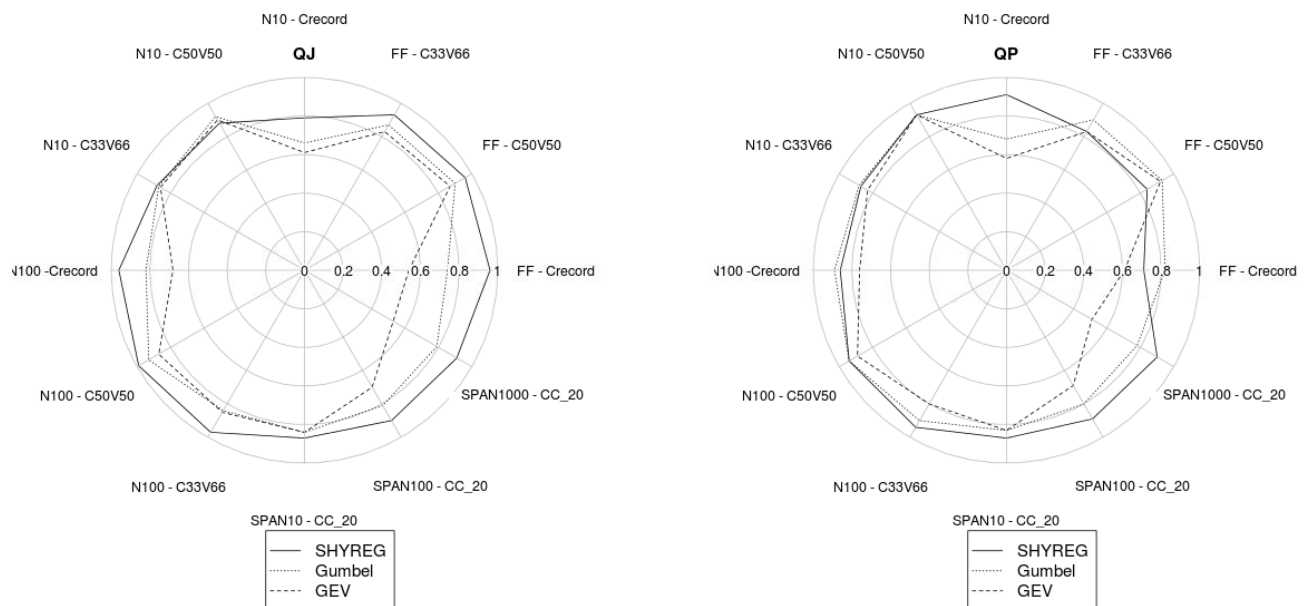 N10 - Crecord
N10 - C50V50
QJ
FF - C33V66
N10 - C33V66
FF - C50V50
N100 -Crecord
0
0,2
0,4
0,6
0,8
1
FF - Crecord
N100 - C50V50
SPAN1000 - CC_20
N100 - C33V66
SPAN100 - CC_20
SPAN10 - CC_20
SHYREG
Gumbel
GEV
N10 - Crecord
N10 - C50V50
QP
FF - C33V66
N10 - C33V66
FF - C50V50
N100 -Crecord
0
0.2
0.4
0.6
0.8
1
FF - Crecord
N100 - C50V50
SPAN1000 - CC_20
N100 - C33V66
SPAN100 - CC_20
SPAN10 - CC_20
SHYREG
Gumbel
GEV